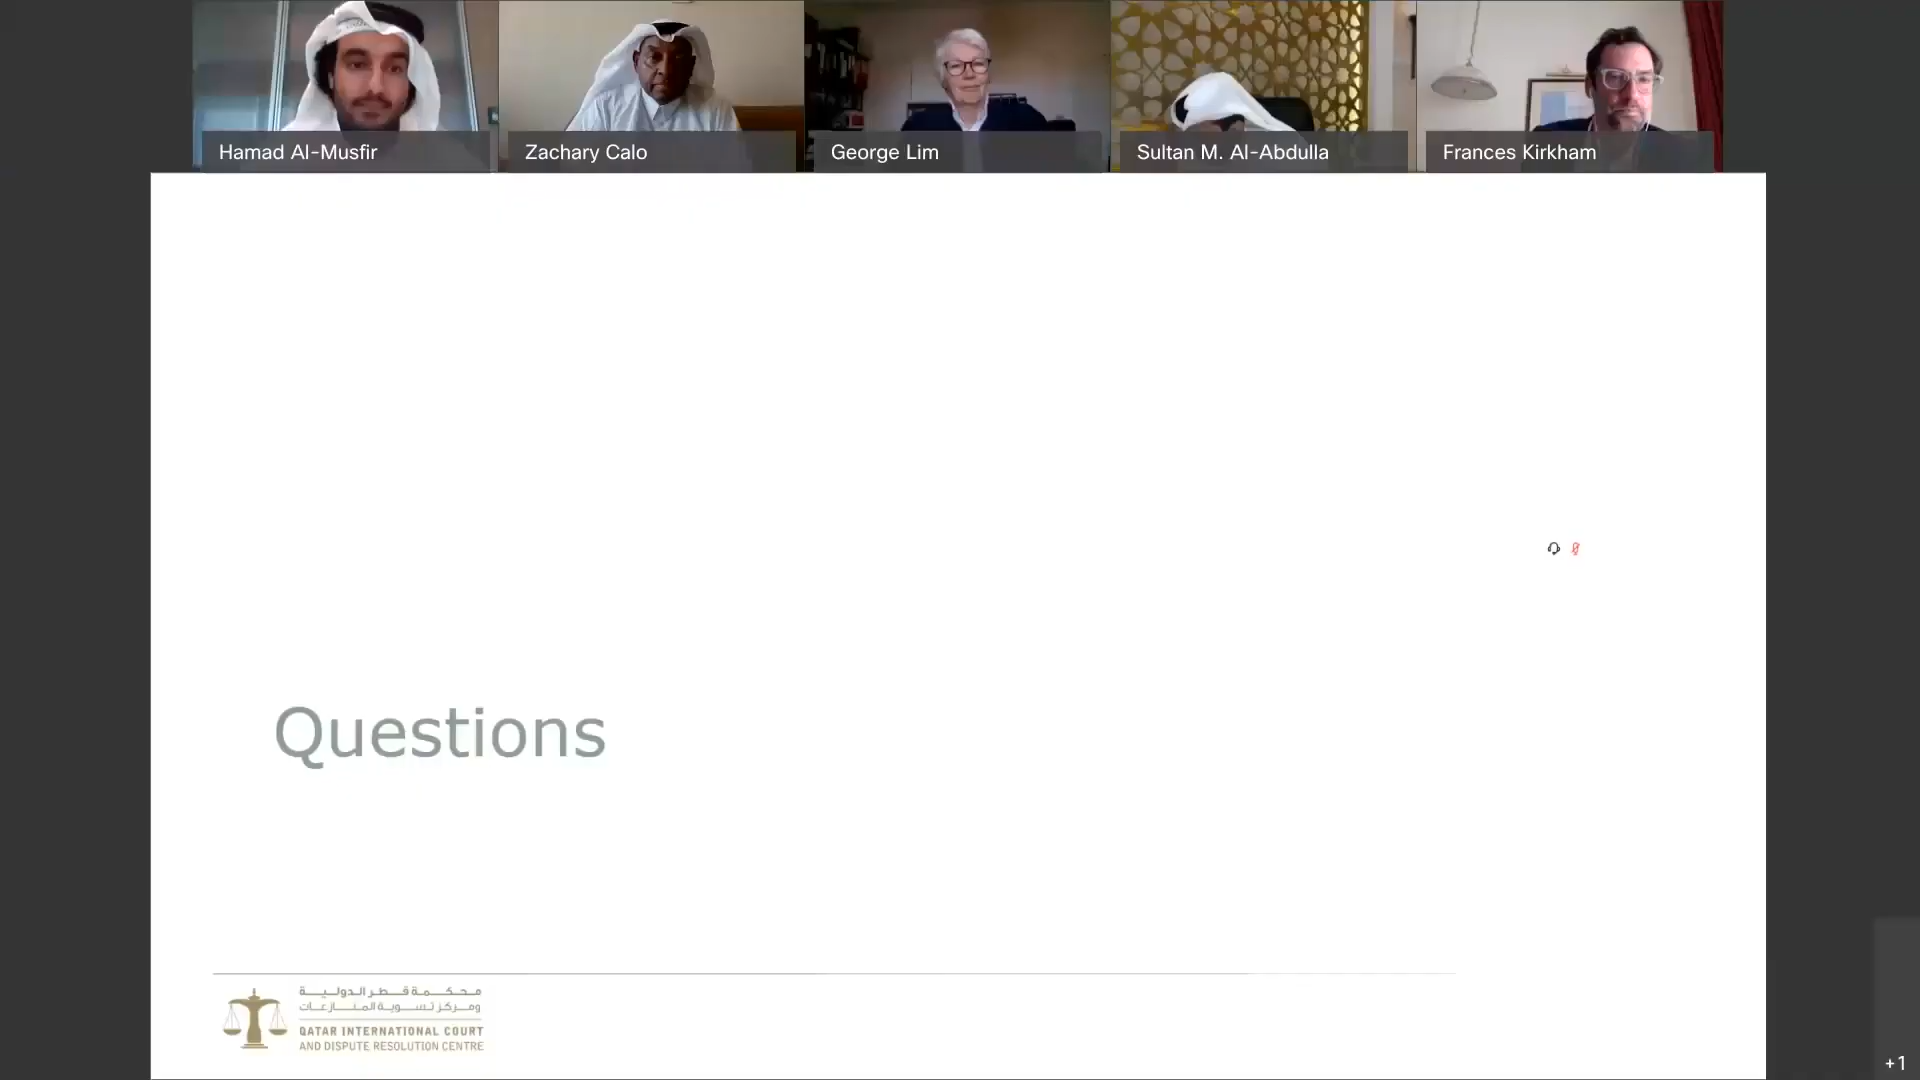 Hamad Al-Musfir
Zachary Calo
George Lim
Sultan M. Al-Abdulla
Frances Kirkham
Questions
محكمة قطر الدولية
ومركز تسوية المنازعات
QATAR INTERNATIONAL COURT
AND DISPUTE RESOLUTION CENTRE
+1